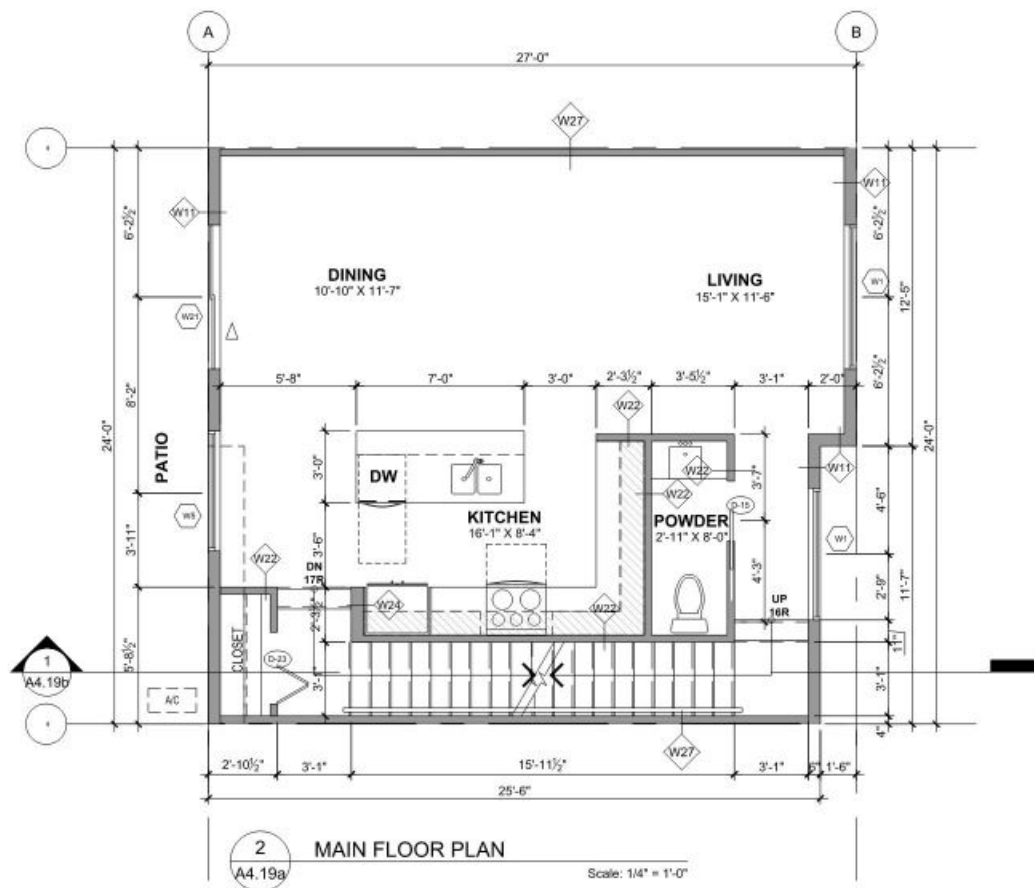 A
B
27'-0"
W27
W11
W11
6'-2½"
6'-2½"
DINING
10'-10" X 11'-7"
LIVING
15'-1" X 11'-6"
W1
W21
12'-5"
5'-8"
7'-0"
3'-0"
2'-3½"
3'-5½"
3'-1"
2'-0"
6'-2½"
8'-2"
24'-0"
24'-0"
PATIO
W22
DW
3'-0"
W22
W22
W11
3'-7"
4'-6"
KITCHEN
16'-1" X 8'-4"
POWDER
2'-11" X 8'-0"
D-15
W5
W1
3'-11"
3'-6"
W22
DN
17R
4'-3"
2'-9"
11'-7"
W24
W22
UP
16R
2'-3½"
11"
5'-8½"
CLOSET
D-23
3'-1"
3'-1"
1
A4.19b
A/C
W27
4"
2'-10½"
3'-1"
15'-11½"
3'-1"
6"
1'-6"
25'-6"
2
A4.19a
MAIN FLOOR PLAN
Scale: 1/4" = 1'-0"